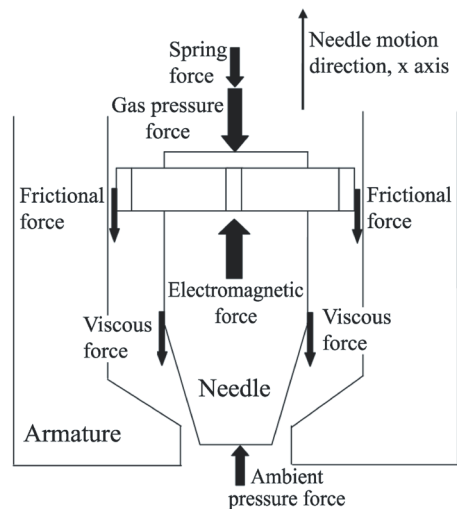 Spring
force
Needle motion
direction, x axis
Gas pressure
force
Frictional
force
Frictional
force
Electromagnetic
force
Viscous
force
Viscous
force
Needle
Armature
Ambient
pressure force